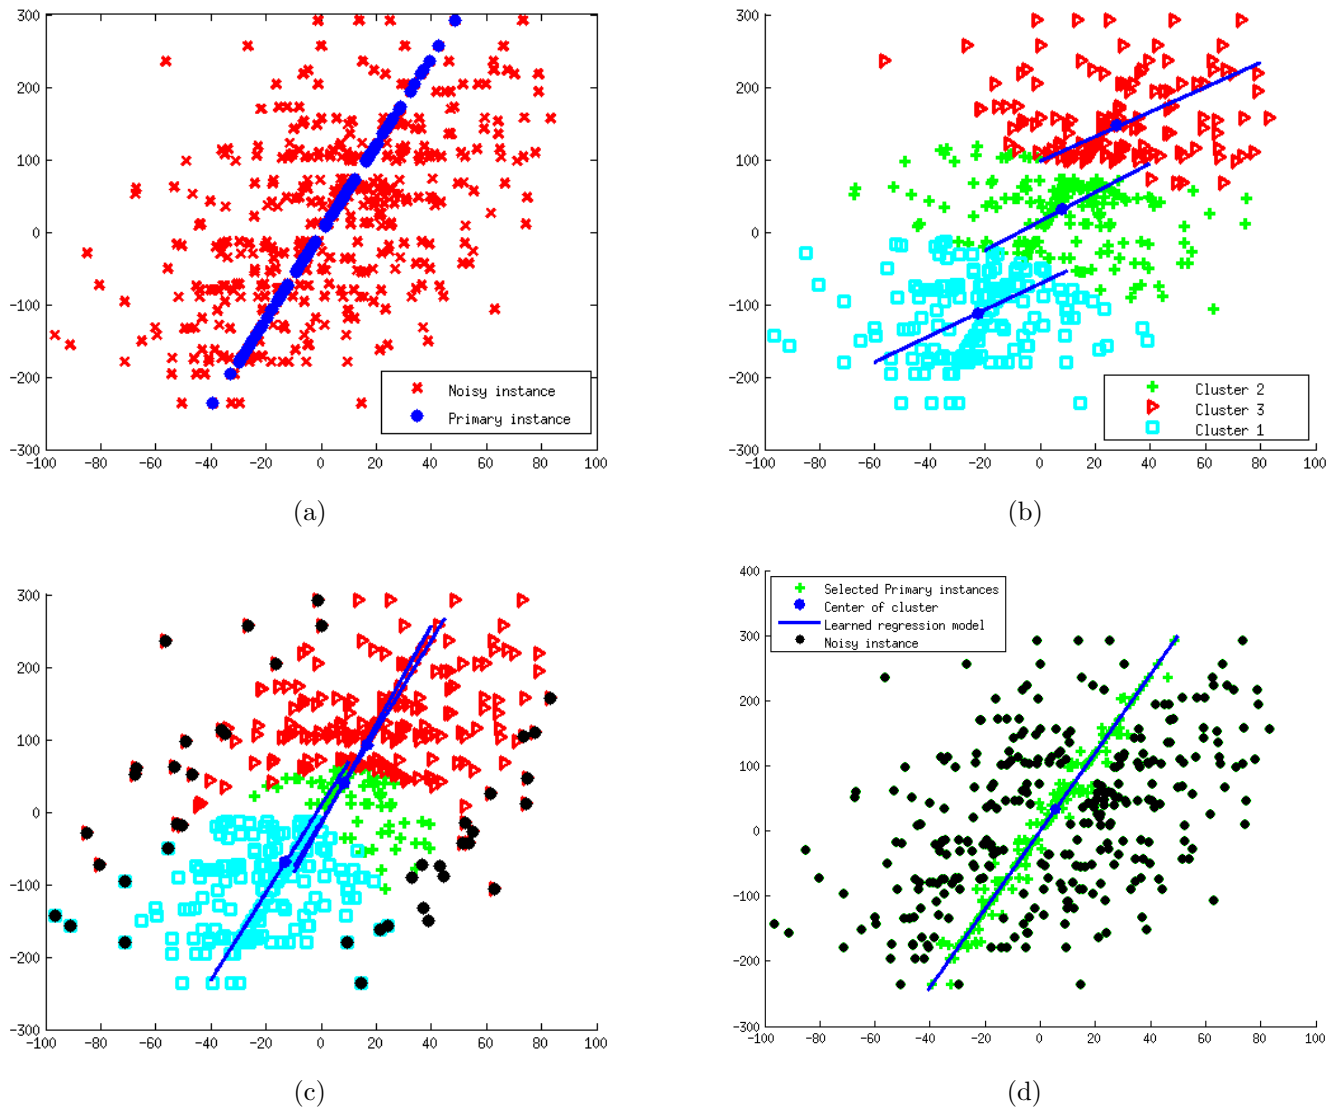 300
200
100
0
-100
-200
-300
-100 -80 -60 -40 -20 0 20 40 60 80 100
Noisy instance
Primary instance
(a)
300
200
100
0
-100
-200
-300
-100 -80 -60 -40 -20 0 20 40 60 80 100
Cluster 2
Cluster 3
Cluster 1
(b)
300
200
100
0
-100
-200
-300
-100 -80 -60 -40 -20 0 20 40 60 80 100
(c)
400
300
200
100
0
-100
-200
-300
-100 -80 -60 -40 -20 0 20 40 60 80 100
Selected Primary instances
Center of cluster
Learned regression model
Noisy instance
(d)